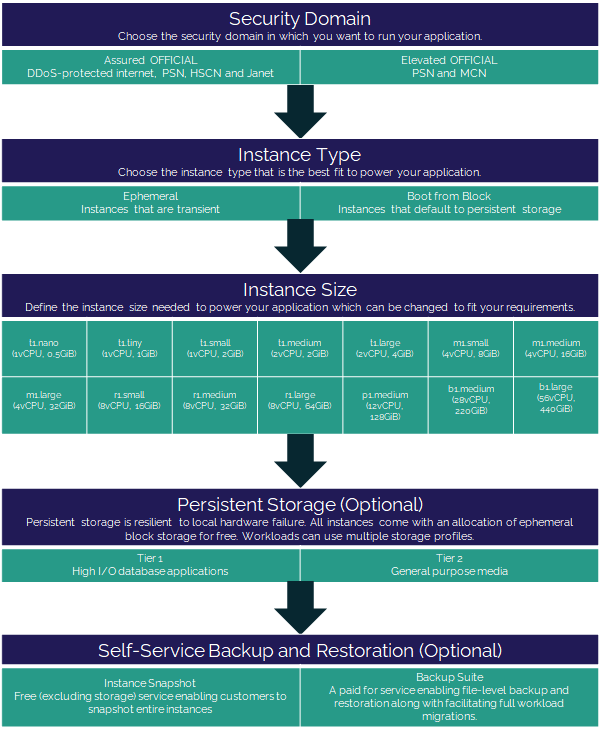 Security Domain
Choose the security domain in which you want to run your application.
Assured OFFICIAL
DDoS-protected internet, PSN, HSCN and Janet
Elevated OFFICIAL
PSN and MCN
Instance Type
Choose the instance type that is the best fit to power your application.
Ephemeral
Instances that are transient
Boot from Block
Instances that default to persistent storage
Instance Size
Define the instance size needed to power your application which can be changed to fit your requirements.
t1.nano
(1vCPU, 0.5GiB)
t1.tiny
(1vCPU, 1GiB)
t1.small
(1vCPU, 2GiB)
t1.medium
(2vCPU, 2GiB)
t1.large
(2vCPU, 4GiB)
m1.small
(4vCPU, 8GiB)
m1.medium
(4vCPU, 16GiB)
m1.large
(4vCPU, 32GiB)
r1.small
(8vCPU, 16GiB)
r1.medium
(8vCPU, 32GiB)
r1.large
(8vCPU, 64GiB)
p1.medium
(12vCPU,
128GiB)
b1.medium
(28vCPU,
220GiB)
b1.large
(56vCPU,
440GiB)
Persistent Storage (Optional)
Persistent storage is resilient to local hardware failure. All instances come with an allocation of ephemeral
block storage for free. Workloads can use multiple storage profiles.
Tier 1
High I/O database applications
Tier 2
General purpose media
Self-Service Backup and Restoration (Optional)
Instance Snapshot
Free (excluding storage) service enabling customers to
snapshot entire instances
Backup Suite
A paid for service enabling file-level backup and
restoration along with facilitating full workload
migrations.